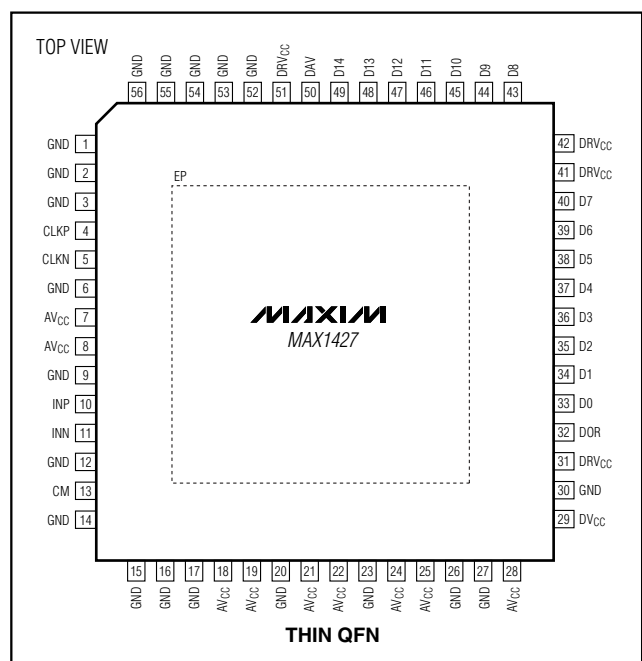 TOP VIEW
GND GND GND GND GND DRVCC DAV D14 D13 D12 D11 D10 D9 D8
56 55 54 53 52 51 50 49 48 47 46 45 44 43
GND 1
GND 2
GND 3
CLKP 4
CLKN 5
GND 6
AVCC 7
AVCC 8
GND 9
INP 10
INN 11
GND 12
CM 13
GND 14
EP
MAXIM
MAX1427
42 DRVCC
41 DRVCC
40 D7
39 D6
38 D5
37 D4
36 D3
35 D2
34 D1
33 D0
32 DOR
31 DRVCC
30 GND
29 DVCC
15 16 17 18 19 20 21 22 23 24 25 26 27 28
GND GND GND AVCC AVCC GND AVCC AVCC GND AVCC AVCC GND GND AVCC
THIN QFN